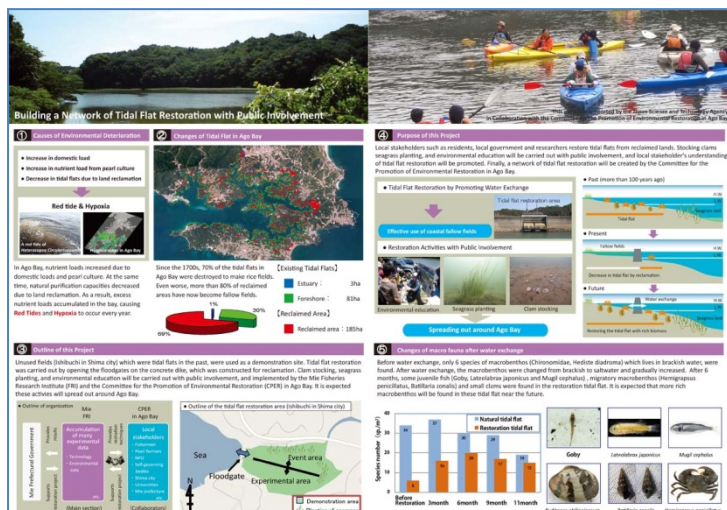 Building a Network of Tidal Flat Restoration with Public Involvement
① Causes of Environmental Deterioration
● Increase in domestic load
● Increase in nutrient load from pearl culture
● Decrease in tidal flats due to land reclamation
Red tide & Hypoxia
In Ago Bay, nutrient loads increased due to
domestic loads and pearl culture. At the same
time, natural purification capacities decreased
due to land reclamation. As a result, excess
nutrient loads accumulated in the bay, causing
Red Tides and Hypoxia to occur every year.
② Changes of Tidal Flat in Ago Bay
Since the 1700s, 70% of the tidal flats in
Ago Bay were destroyed to make rice fields.
Even worse, more than 80% of reclaimed
areas have now become fallow fields.
1%
30%
69%
【Existing Tidal Flats】
Estuary : 3ha
Foreshore : 81ha
【Reclaimed Area】
Reclaimed area : 185ha
③ Outline of this Project
Unused fields (Ishibuchi in Shima city) which were tidal flats in the past, were used as a demonstration site. Tidal flat restoration
was carried out by opening the floodgates on the concrete dike, which was constructed for reclamation. Clam stocking, seagrass
planting, and environmental education will be carried out with public involvement, and implemented by the Mie Fisheries
Research Institute (FRI) and the Committee for the Promotion of Environmental Restoration (CPER) in Ago Bay. It is expected
these activies will spread out around Ago Bay.
● Outline of organization
Mie
FRI
CPER
in Ago Bay
Mie Prefectural Government
Accumulation
of many
experimental
data
Local
stakeholders
(Main section)
(Collaborators)
● Outline of the tidal flat restoration area (Ishibuchi in Shima city)
Sea
Floodgate
Event area
Experimental area
N
Demonstration area
④ Purpose of this Project
Local stakeholders such as residents, local government and researchers restore tidal flats from reclaimed lands. Stocking clams
seagrass planting, and environmental education will be carried out with public involvement, and local stakeholder's understanding
of tidal flat restoration will be promoted. Finally, a network of tidal flat restoration will be created by the Committee for the
Promotion of Environmental Restoration in Ago Bay.
● Tidal Flat Restoration by Promoting Water Exchange
Tidal flat restoration area
Effective use of coastal fallow fields
● Restoration Activities with Public Involvement
Environmental education
Seagrass planting
Clam stocking
Spreading out around Ago Bay
● Past (more than 100 years ago)
Tidal flat
● Present
Fallow fields
Decrease in tidal flat by reclamation
● Future
Water exchange
Restoring the tidal flat with rich biomass
⑤ Changes of macro fauna after water exchange
Before water exchange, only 6 species of macrobenthos (Chironomidae, Hediste diadroma) which lives in brackish water, were
found. After water exchange, the macrobenthos were changed from brackish to saltwater and gradually increased. After 6
months, some juvenile fish (Goby, Lateolabrax japonicus and Mugil cephalus) , migratory macrobenthos (Hemigrapsus
penicillatus, Batillaria zonalis) and small clams were found in the restoration tidal flat. It is expected that more rich
macrobenthos will be found in these tidal flat near the future.
Species number (sp./m²)
40
30
20
10
0
Natural tidal flat
Restoration tidal flat
Before
Restoration
3month
6month
9month
11month
Goby
Lateolabrax japonicus
Mugil cephalus